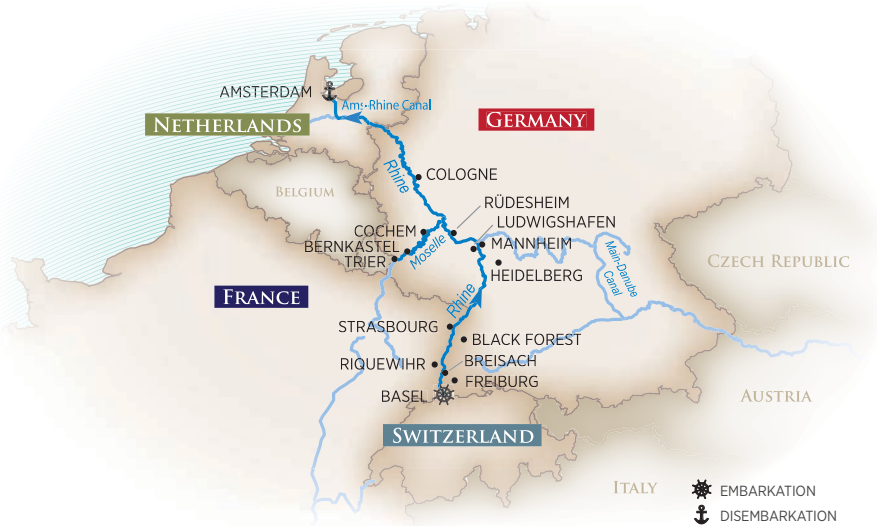 AMSTERDAM
Ams-Rhine Canal
NETHERLANDS
GERMANY
Rhine
COLOGNE
BELGIUM
RÜDESHEIM
LUDWIGSHAFEN
COCHEM
MANNHEIM
BERNKASTEL
Moselle
TRIER
HEIDELBERG
Main-Danube
Canal
CZECH REPUBLIC
FRANCE
Rhine
STRASBOURG
BLACK FOREST
RIQUEWIHR
BREISACH
FREIBURG
BASEL
AUSTRIA
SWITZERLAND
ITALY
EMBARKATION
DISEMBARKATION